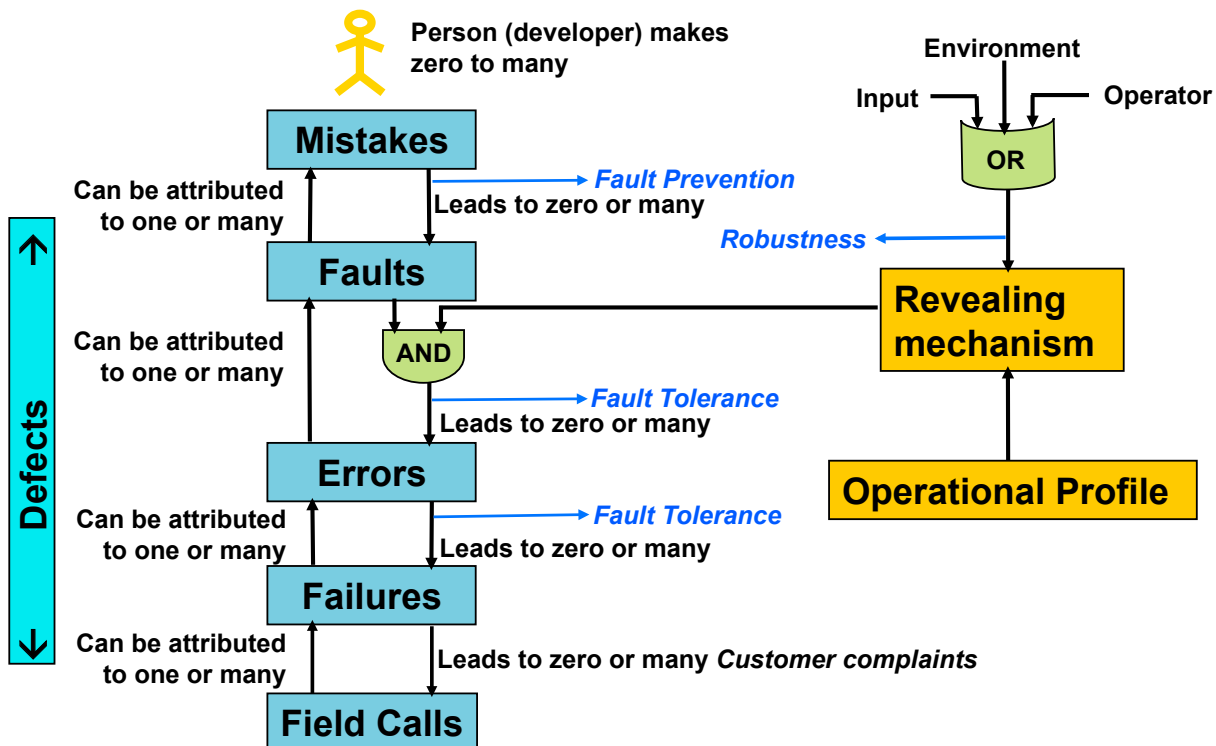 Person (developer) makes
zero to many
Environment
Input
Operator
OR
Mistakes
Fault Prevention
Can be attributed
to one or many
Leads to zero or many
Robustness
Faults
Revealing
mechanism
AND
Can be attributed
to one or many
Fault Tolerance
Leads to zero or many
Errors
Operational Profile
Defects
Can be attributed
to one or many
Fault Tolerance
Leads to zero or many
Failures
Can be attributed
to one or many
Leads to zero or many Customer complaints
Field Calls